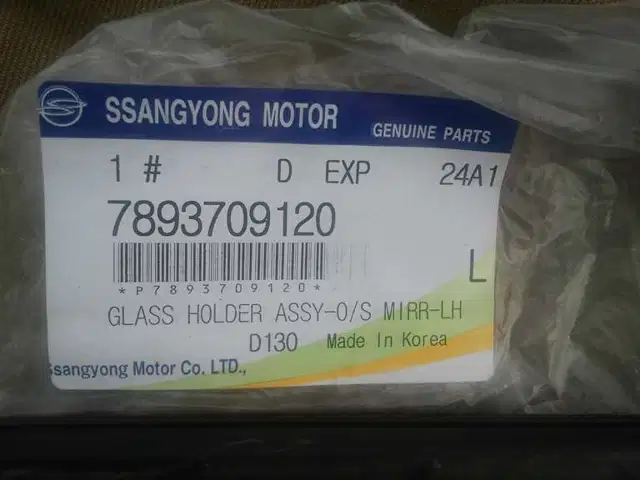 SSANGYONG MOTOR GENUINE PARTS
1 # D EXP 24A1
7893709120
*P7893709120*
L
GLASS HOLDER ASSY-O/S MIRR-LH
D130 Made In Korea
Ssangyong Motor Co. LTD.,